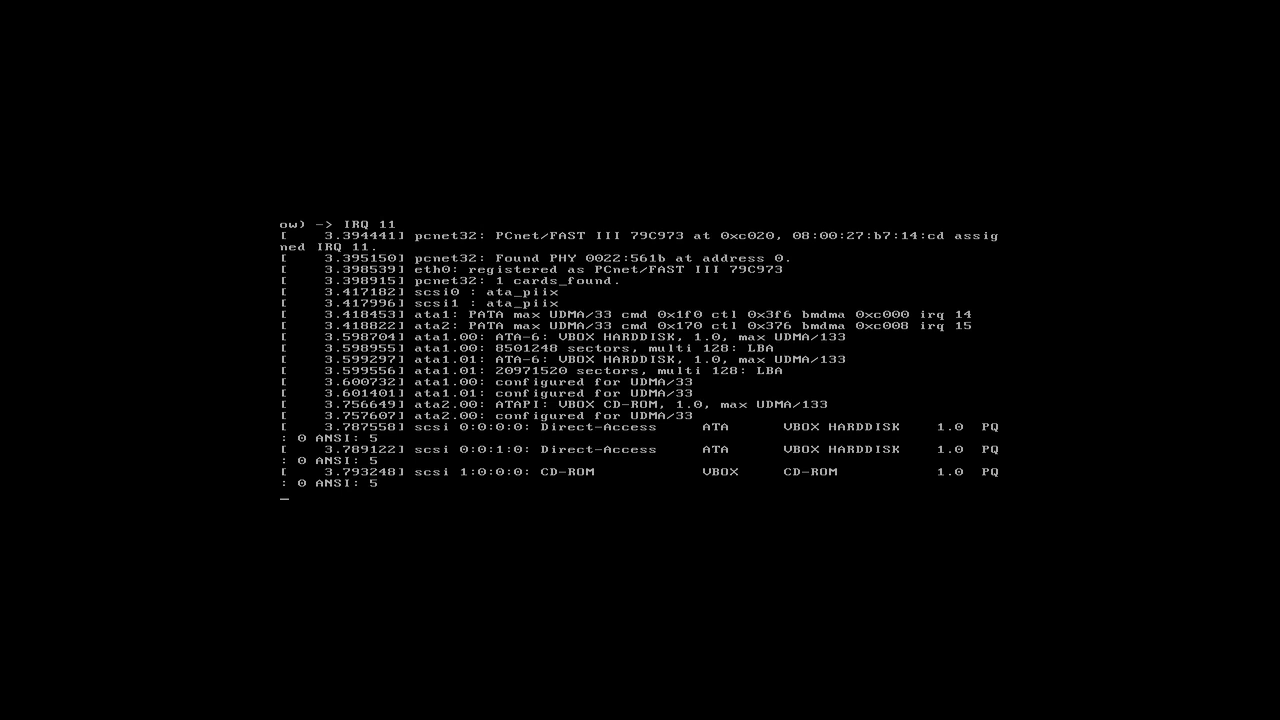 ow) -> IRQ 11
[    3.394441] pcnet32: PCnet/FAST III 79C973 at 0xc020, 08:00:27:b7:14:cd assig
ned IRQ 11.
[    3.395150] pcnet32: Found PHY 0022:561b at address 0.
[    3.398539] eth0: registered as PCnet/FAST III 79C973
[    3.398915] pcnet32: 1 cards_found.
[    3.417182] scsi0 : ata_piix
[    3.417996] scsi1 : ata_piix
[    3.418453] ata1: PATA max UDMA/33 cmd 0x1f0 ctl 0x3f6 bmdma 0xc000 irq 14
[    3.418822] ata2: PATA max UDMA/33 cmd 0x170 ctl 0x376 bmdma 0xc008 irq 15
[    3.598704] ata1.00: ATA-6: VBOX HARDDISK, 1.0, max UDMA/133
[    3.598955] ata1.00: 8501248 sectors, multi 128: LBA
[    3.599297] ata1.01: ATA-6: VBOX HARDDISK, 1.0, max UDMA/133
[    3.599556] ata1.01: 20971520 sectors, multi 128: LBA
[    3.600732] ata1.00: configured for UDMA/33
[    3.601401] ata1.01: configured for UDMA/33
[    3.756649] ata2.00: ATAPI: VBOX CD-ROM, 1.0, max UDMA/133
[    3.757607] ata2.00: configured for UDMA/33
[    3.787558] scsi 0:0:0:0: Direct-Access     ATA      VBOX HARDDISK    1.0  PQ
: 0 ANSI: 5
[    3.789122] scsi 0:0:1:0: Direct-Access     ATA      VBOX HARDDISK    1.0  PQ
: 0 ANSI: 5
[    3.793248] scsi 1:0:0:0: CD-ROM            VBOX     CD-ROM           1.0  PQ
: 0 ANSI: 5
_